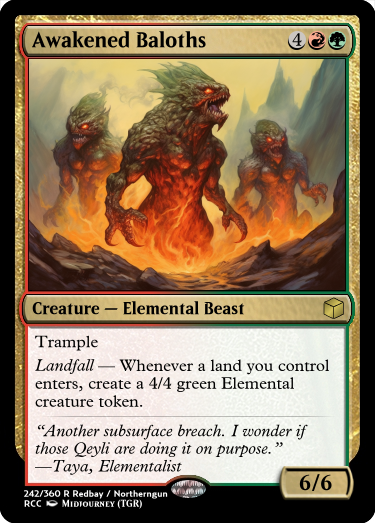 Awakened Baloths 4
Creature — Elemental Beast
Trample
Landfall — Whenever a land you control
enters, create a 4/4 green Elemental
creature token.
“Another subsurface breach. I wonder if
those Qeyli are doing it on purpose.”
—Taya, Elementalist
6/6
242/360 R Redbay / Northerngun
RCC Midjourney (TGR)